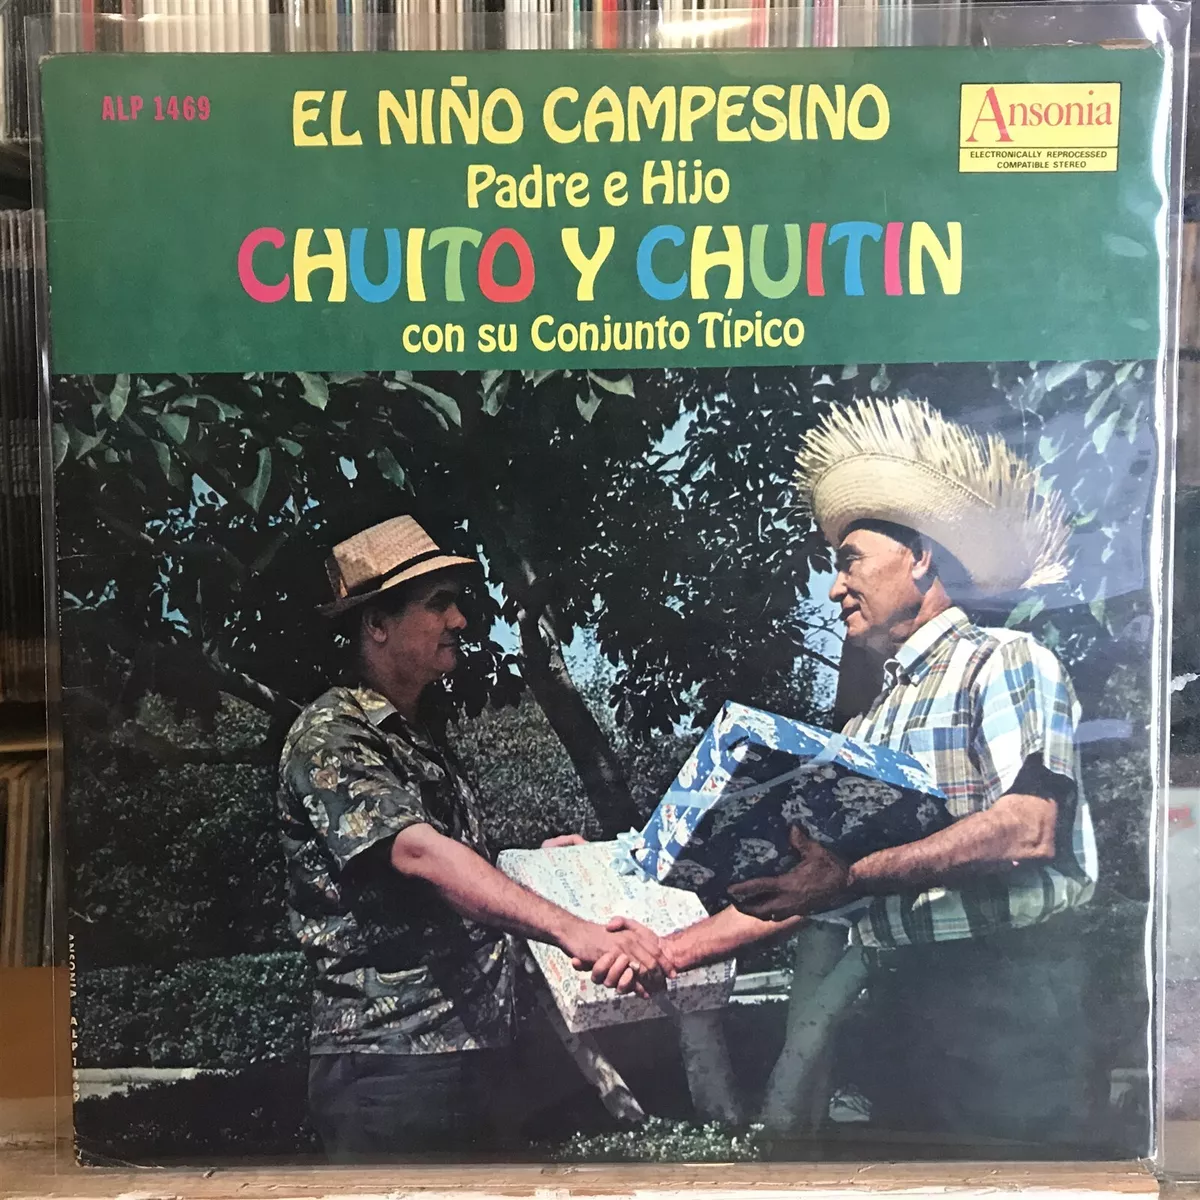 ALP 1469
EL NIÑO CAMPESINO
Ansonia
ELECTRONICALLY REPROCESSED
COMPATIBLE STEREO
Padre e Hijo
CHUITO Y CHUITIN
con su Conjunto Típico
ANSONIA ALP 1469